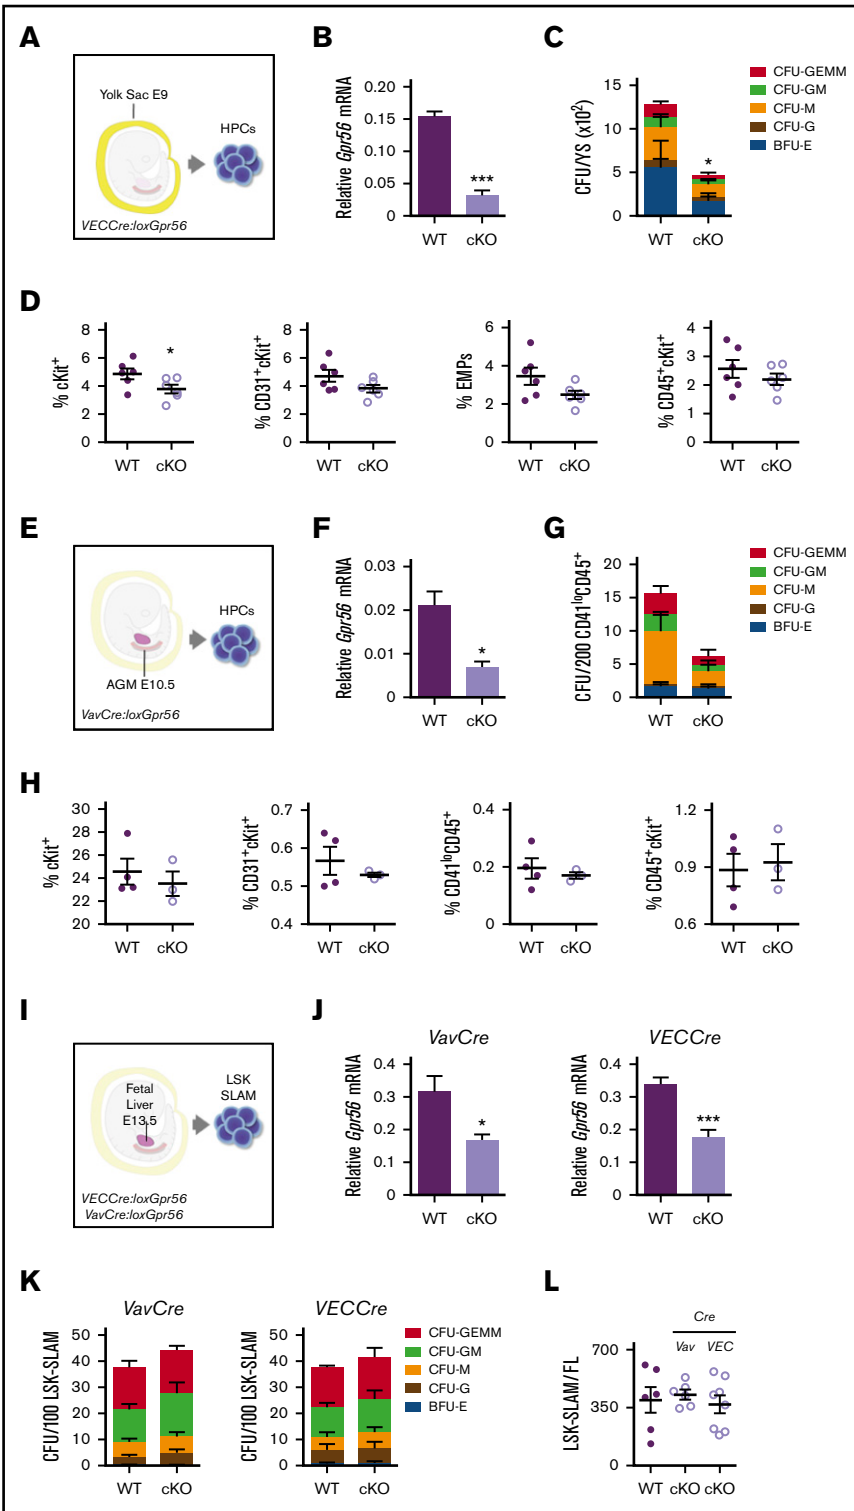 A
Yolk Sac E9
HPCs
VECCre:loxGpr56
B
Relative Gpr56 mRNA
0.20
0.15
0.10
0.05
0
***
WT cKO
C
CFU/YS (x10²)
15
10
5
0
*
WT cKO
CFU-GEMM
CFU-GM
CFU-M
CFU-G
BFU-E
D
% cKit⁺
8
6
4
2
0
*
WT cKO
% CD31⁺cKit⁺
8
6
4
2
0
WT cKO
% EMPs
6
4
2
0
WT cKO
% CD45⁺cKit⁺
4
3
2
1
0
WT cKO
E
HPCs
AGM E10.5
VavCre:loxGpr56
F
Relative Gpr56 mRNA
0.03
0.02
0.01
0
*
WT cKO
G
CFU/200 CD41ˡᵒCD45⁺
20
15
10
5
0
WT cKO
CFU-GEMM
CFU-GM
CFU-M
CFU-G
BFU-E
H
% cKit⁺
30
28
26
24
22
20
WT cKO
% CD31⁺cKit⁺
0.7
0.6
0.5
0.4
WT cKO
% CD41ˡᵒCD45⁺
0.4
0.2
0
WT cKO
% CD45⁺cKit⁺
1.2
0.9
0.6
WT cKO
I
Fetal
Liver
E13.5
LSK
SLAM
VECCre:loxGpr56
VavCre:loxGpr56
J
VavCre
Relative Gpr56 mRNA
0.4
0.3
0.2
0.1
0
*
WT cKO
VECCre
Relative Gpr56 mRNA
0.4
0.3
0.2
0.1
0
***
WT cKO
K
VavCre
CFU/100 LSK-SLAM
50
40
30
20
10
0
WT cKO
VECCre
CFU/100 LSK-SLAM
50
40
30
20
10
0
WT cKO
CFU-GEMM
CFU-GM
CFU-M
CFU-G
BFU-E
L
Cre
Vav VEC
LSK-SLAM/FL
700
350
0
WT cKO cKO